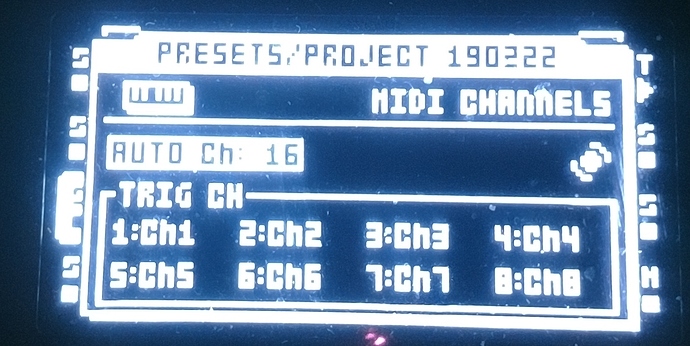 PRESETS/PROJECT 190222
MIDI CHANNELS
AUTO Ch: 16
TRIG CH
1:Ch1 2:Ch2 3:Ch3 4:Ch4
5:Ch5 6:Ch6 7:Ch7 8:Ch8